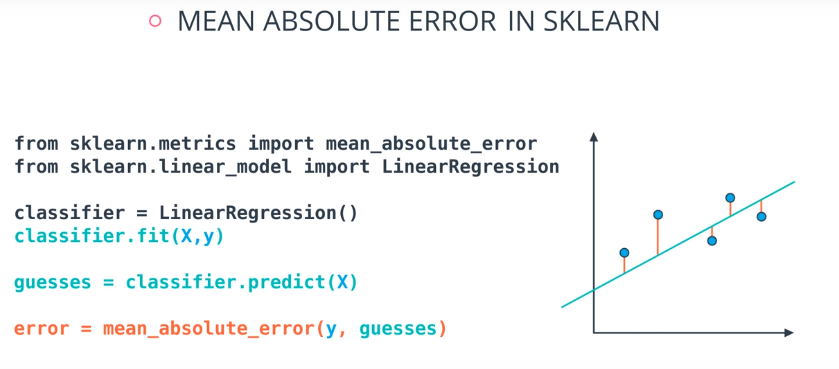 MEAN ABSOLUTE ERROR IN SKLEARN
from sklearn.metrics import mean_absolute_error
from sklearn.linear_model import LinearRegression
classifier = LinearRegression()
classifier.fit(X,y)
guesses = classifier.predict(X)
error = mean_absolute_error(y, guesses)